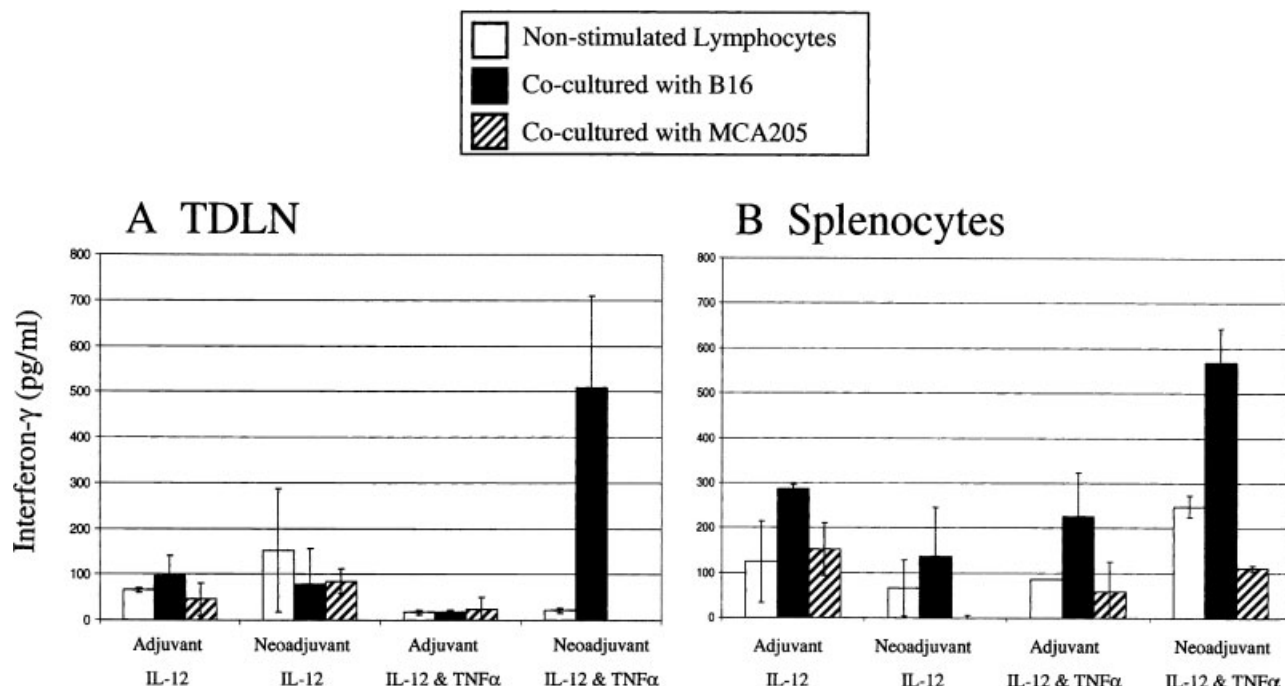 Non-stimulated Lymphocytes
Co-cultured with B16
Co-cultured with MCA205
A TDLN
B Splenocytes
Interferon-γ (pg/ml)
800
700
600
500
400
300
200
100
0
Adjuvant Neoadjuvant Adjuvant Neoadjuvant
IL-12 IL-12 IL-12 & TNFα IL-12 & TNFα
800
700
600
500
400
300
200
100
0
Adjuvant Neoadjuvant Adjuvant Neoadjuvant
IL-12 IL-12 IL-12 & TNFα IL-12 & TNFα